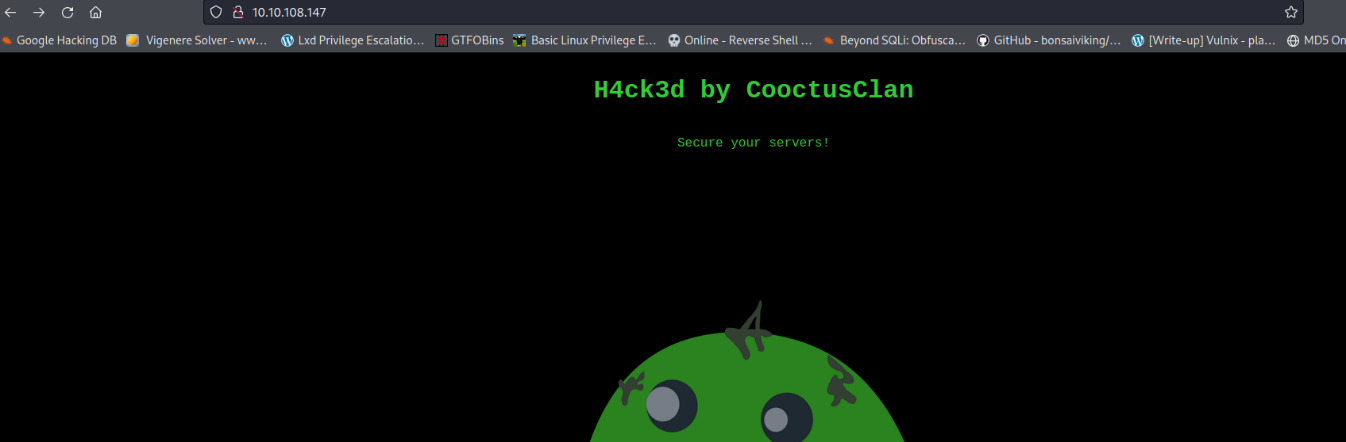 10.10.108.147
Google Hacking DB Vigenere Solver - ww... Lxd Privilege Escalatio... GTFOBins Basic Linux Privilege E... Online - Reverse Shell ... Beyond SQLi: Obfusca... GitHub - bonsaiviking/... [Write-up] Vulnix - pla... MD5 On
H4ck3d by CooctusClan
Secure your servers!